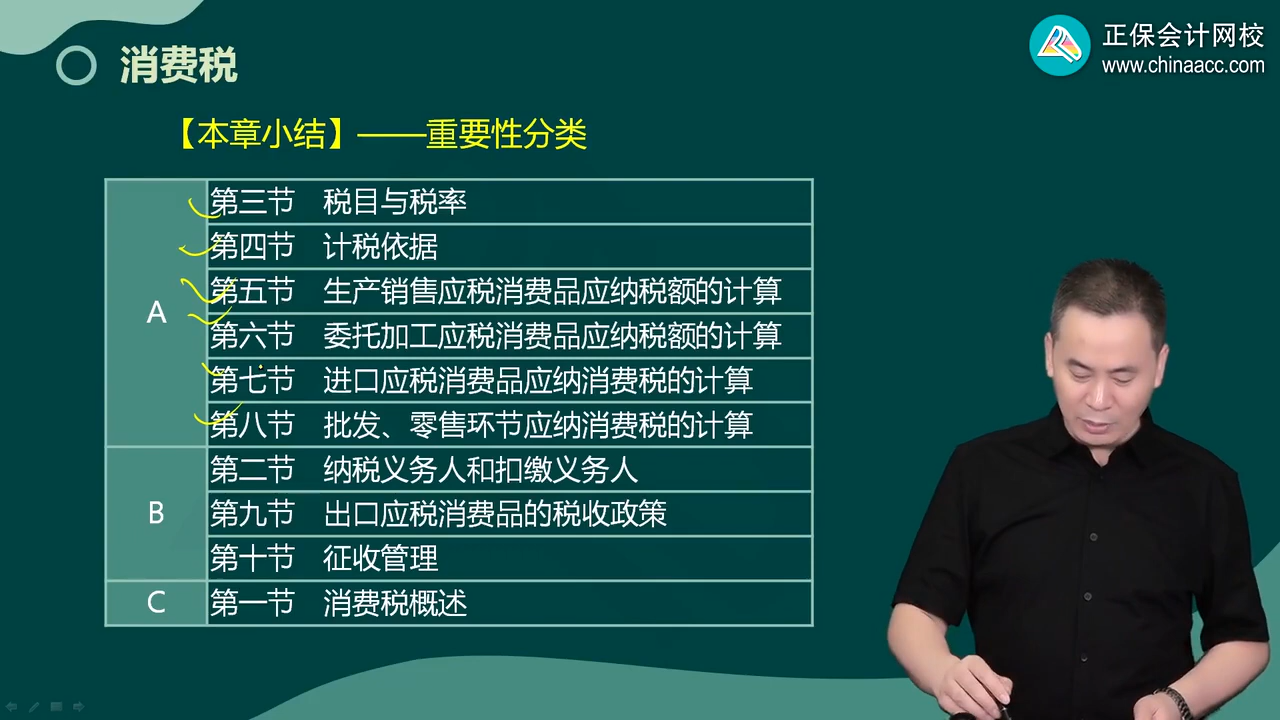 消费税
正保会计网校
www.chinaacc.com
【本章小结】——重要性分类
A
第三节 税目与税率
第四节 计税依据
第五节 生产销售应税消费品应纳税额的计算
第六节 委托加工应税消费品应纳税额的计算
第七节 进口应税消费品应纳消费税的计算
第八节 批发、零售环节应纳消费税的计算
B
第二节 纳税义务人和扣缴义务人
第九节 出口应税消费品的税收政策
第十节 征收管理
C
第一节 消费税概述